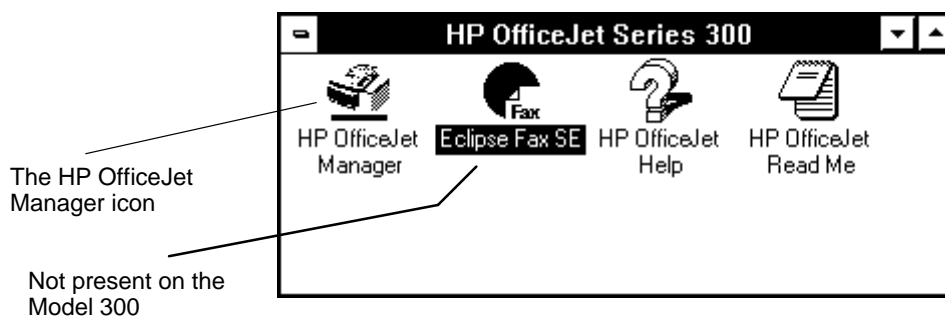 HP OfficeJet Series 300
Fax
HP OfficeJet Manager
Eclipse Fax SE
HP OfficeJet Help
HP OfficeJet Read Me
The HP OfficeJet
Manager icon
Not present on the
Model 300